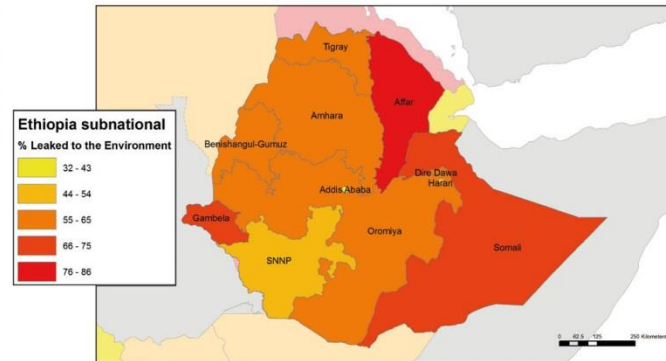 Ethiopia subnational
% Leaked to the Environment
32 - 43
44 - 54
55 - 65
66 - 75
76 - 86
Tigray
Affar
Amhara
Benishangul-Gumuz
Addis Ababa
Dire Dawa
Harari
Gambela
Oromiya
Somali
SNNP
0 62.5 125 250 Kilometers